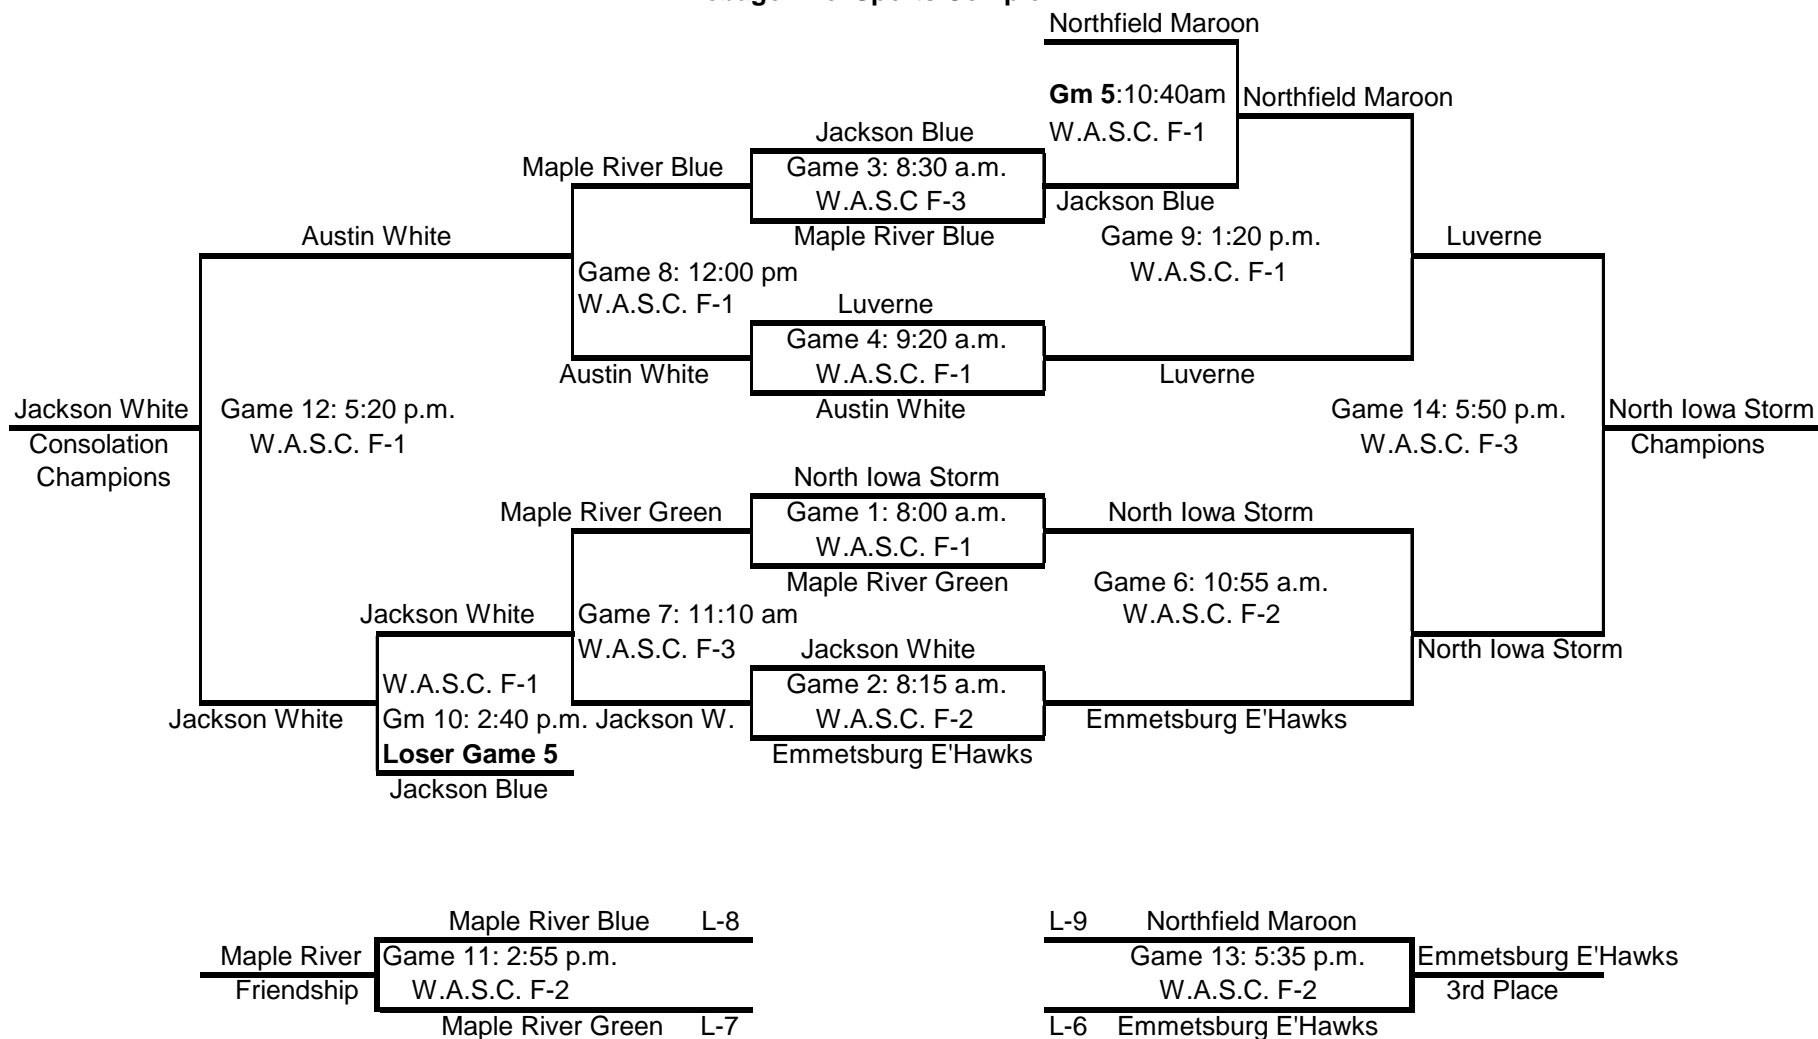 Northfield Maroon
Gm 5:10:40am
Northfield Maroon
Jackson Blue
W.A.S.C. F-1
Maple River Blue
Game 3: 8:30 a.m.
W.A.S.C F-3
Jackson Blue
Austin White
Maple River Blue
Game 9: 1:20 p.m.
Luverne
Game 8: 12:00 pm
W.A.S.C. F-1
W.A.S.C. F-1
Luverne
Game 4: 9:20 a.m.
Austin White
W.A.S.C. F-1
Luverne
Jackson White
Game 12: 5:20 p.m.
Austin White
Game 14: 5:50 p.m.
North Iowa Storm
Consolation
W.A.S.C. F-1
W.A.S.C. F-3
Champions
Champions
North Iowa Storm
Maple River Green
Game 1: 8:00 a.m.
North Iowa Storm
W.A.S.C. F-1
Maple River Green
Game 6: 10:55 a.m.
Jackson White
Game 7: 11:10 am
W.A.S.C. F-2
W.A.S.C. F-3
Jackson White
North Iowa Storm
W.A.S.C. F-1
Game 2: 8:15 a.m.
Jackson White
Gm 10: 2:40 p.m.
Jackson W.
W.A.S.C. F-2
Emmetsburg E'Hawks
Loser Game 5
Emmetsburg E'Hawks
Jackson Blue
Maple River Blue L-8
L-9 Northfield Maroon
Maple River
Game 11: 2:55 p.m.
Game 13: 5:35 p.m.
Emmetsburg E'Hawks
Friendship
W.A.S.C. F-2
W.A.S.C. F-2
3rd Place
Maple River Green L-7
L-6 Emmetsburg E'Hawks